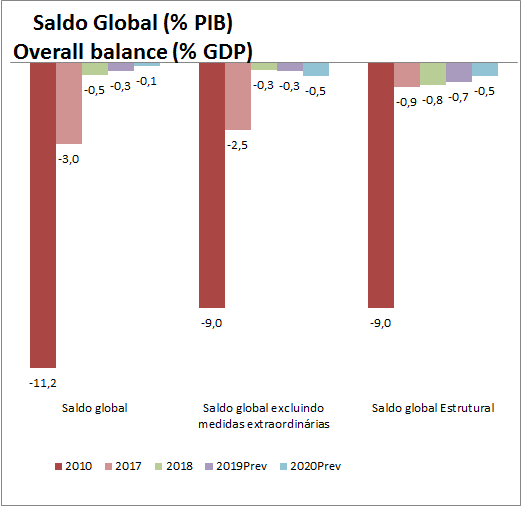 Saldo Global (% PIB)
Overall balance (% GDP)
-0,1
-0,3
-0,5
-3,0
-11,2
-0,3
-0,3
-0,5
-2,5
-9,0
-0,9
-0,8
-0,7
-0,5
-9,0
Saldo global
Saldo global excluindo
medidas extraordinárias
Saldo global Estrutural
2010 2017 2018 2019Prev 2020Prev